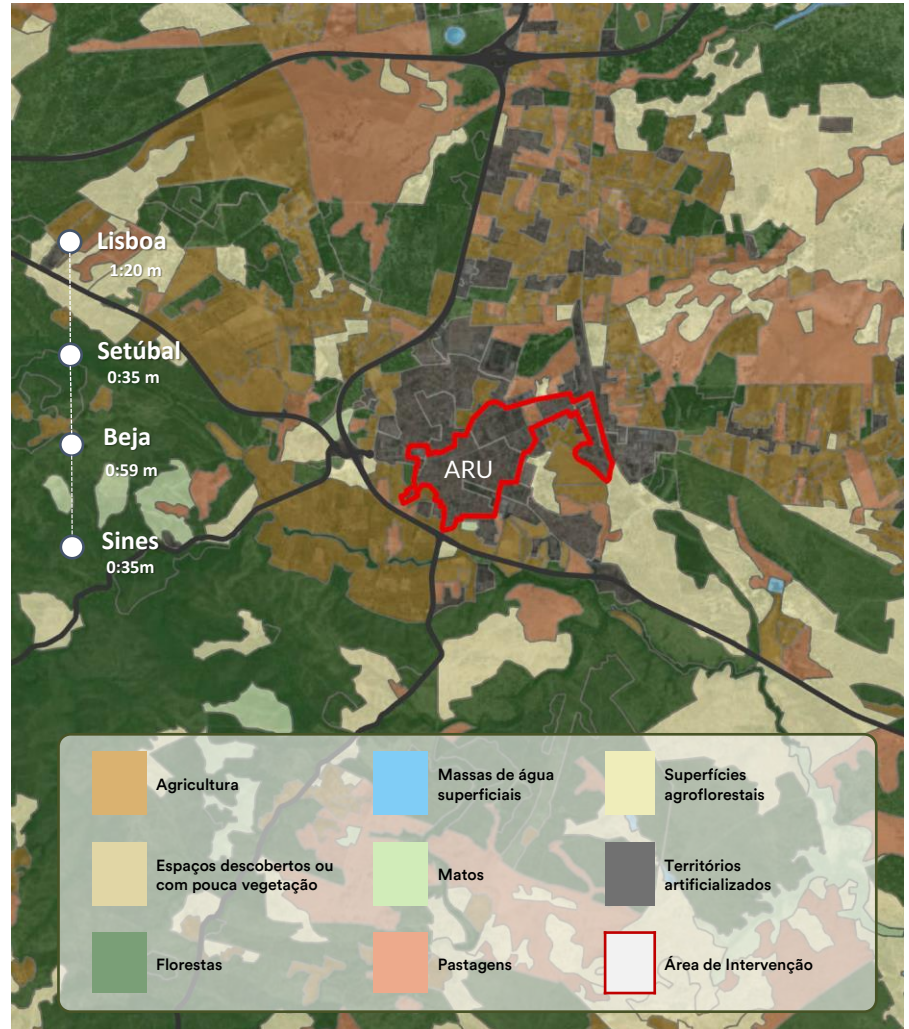 Lisboa
1:20 m
Setúbal
0:35 m
Beja
0:59 m
Sines
0:35m
ARU
Agricultura
Massas de água
superficiais
Superfícies
agroflorestais
Espaços descobertos ou
com pouca vegetação
Matos
Territórios
artificializados
Florestas
Pastagens
Área de Intervenção